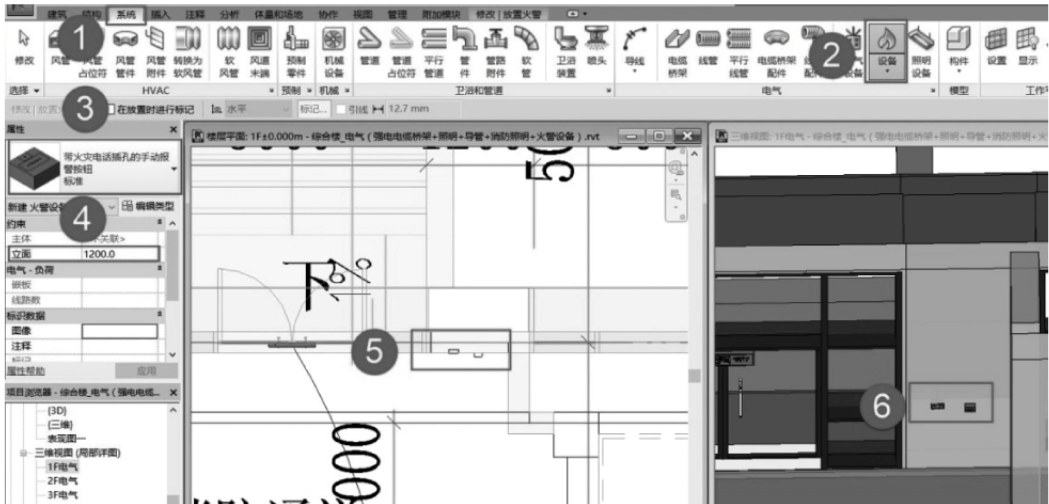 建筑 结构 系统 插入 注释 分析 体量和场地 协作 视图 管理 附加模块 修改 | 放置火警
1
2
修改 风管 风管占位符 风管管件 风管附件 转换为软风管 软风管 风道末端 预制零件 机械设备 管道 管道占位符 平行管道 管件 管路附件 软管 卫浴装置 喷头 导线 电缆桥架 线管 平行线管 电缆桥架配件 设备 照明设备 构件 设置 显示
选择 HVAC 预制 机械 卫浴和管道 电气 模型
3
在放置时进行标记 水平 标记... 引线 12.7 mm
属性
带火灾电话插孔的手动报
警按钮
标准
新建 火警设备 编辑类型
4
约束
主体
立面 1200.0
电气 - 负荷
嵌板
线路数
标识数据
图像
注释
属性帮助 应用
项目浏览器 - 综合楼_电气（强电电缆...
(3D)
(三维)
表现图一
三维视图 (局部详图)
1F电气
2F电气
3F电气
楼层平面: 1F±0.000m - 综合楼_电气（强电电缆桥架+照明+导管+消防照明+火警设备）.rvt
下
5
三维视图: 1F电气 - 综合楼_电气（强电电缆桥架+照明+导管+消防照明+火
6